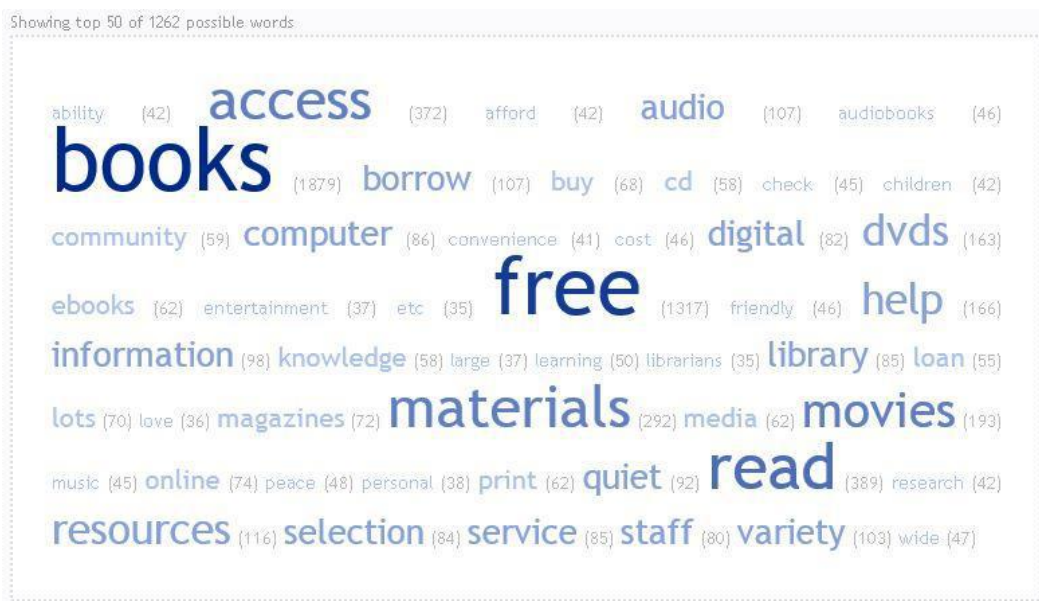 Showing top 50 of 1262 possible words
ability (42) access (372) afford (42) audio (107) audiobooks (46)
books (1879) borrow (107) buy (68) cd (58) check (45) children (42)
community (59) computer (86) convenience (41) cost (46) digital (82) dvds (163)
ebooks (62) entertainment (37) etc (35) free (1317) friendly (46) help (166)
information (98) knowledge (58) large (37) learning (50) librarians (35) library (85) loan (55)
lots (70) love (36) magazines (72) materials (292) media (62) movies (193)
music (45) online (74) peace (48) personal (38) print (62) quiet (92) read (389) research (42)
resources (116) selection (84) service (85) staff (80) variety (103) wide (47)